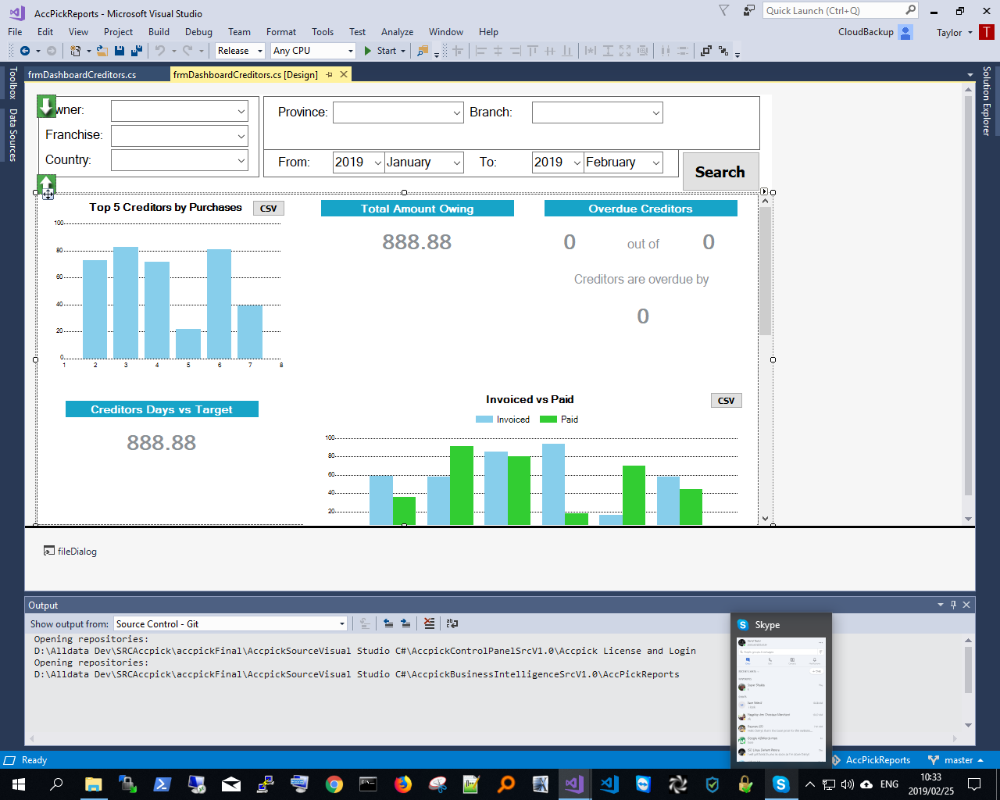 AccPickReports - Microsoft Visual Studio
Quick Launch (Ctrl+Q)
File Edit View Project Build Debug Team Format Tools Test Analyze Window Help
CloudBackup Taylor T
Release Any CPU Start
frmDashboardCreditors.cs frmDashboardCreditors.cs [Design]
Toolbox
Data Sources
Solution Explorer
wner:
Franchise:
Country:
Province: Branch:
From: 2019 January To: 2019 February
Search
Top 5 Creditors by Purchases CSV
100
80
60
40
20
0
1 2 3 4 5 6 7 8
Total Amount Owing
888.88
Overdue Creditors
0 out of 0
Creditors are overdue by
0
Creditors Days vs Target
888.88
Invoiced vs Paid CSV
Invoiced Paid
100
80
60
40
20
fileDialog
Output
Show output from: Source Control - Git
Opening repositories:
D:\Alldata Dev\SRCAccpick\accpickFinal\AccpickSourceVisual Studio C#\AccpickControlPanelSrcV1.0\Accpick License and Login
Opening repositories:
D:\Alldata Dev\SRCAccpick\accpickFinal\AccpickSourceVisual Studio C#\AccpickBusinessIntelligenceSrcV1.0\AccPickReports
Skype
Ready
AccPickReports master
ENG
10:33
2019/02/25